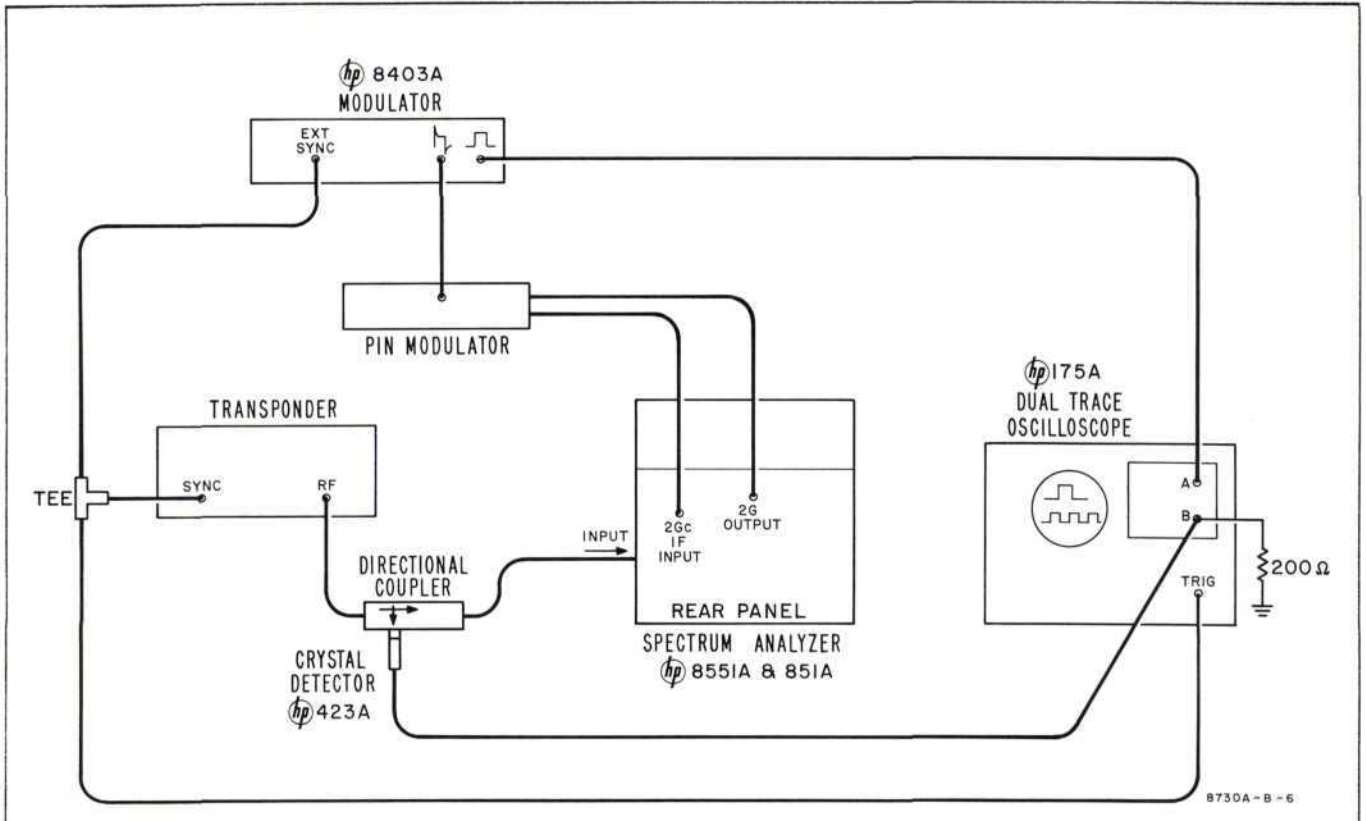 hp 8403A
MODULATOR
EXT
SYNC
PIN MODULATOR
hp 175A
DUAL TRACE
OSCILLOSCOPE
TRANSPONDER
TEE
SYNC
RF
A
B
2Gc
IF
INPUT
2G
OUTPUT
INPUT
200Ω
TRIG
DIRECTIONAL
COUPLER
REAR PANEL
SPECTRUM ANALYZER
hp 8551A & 851A
CRYSTAL
DETECTOR
hp 423A
8730A-B-6